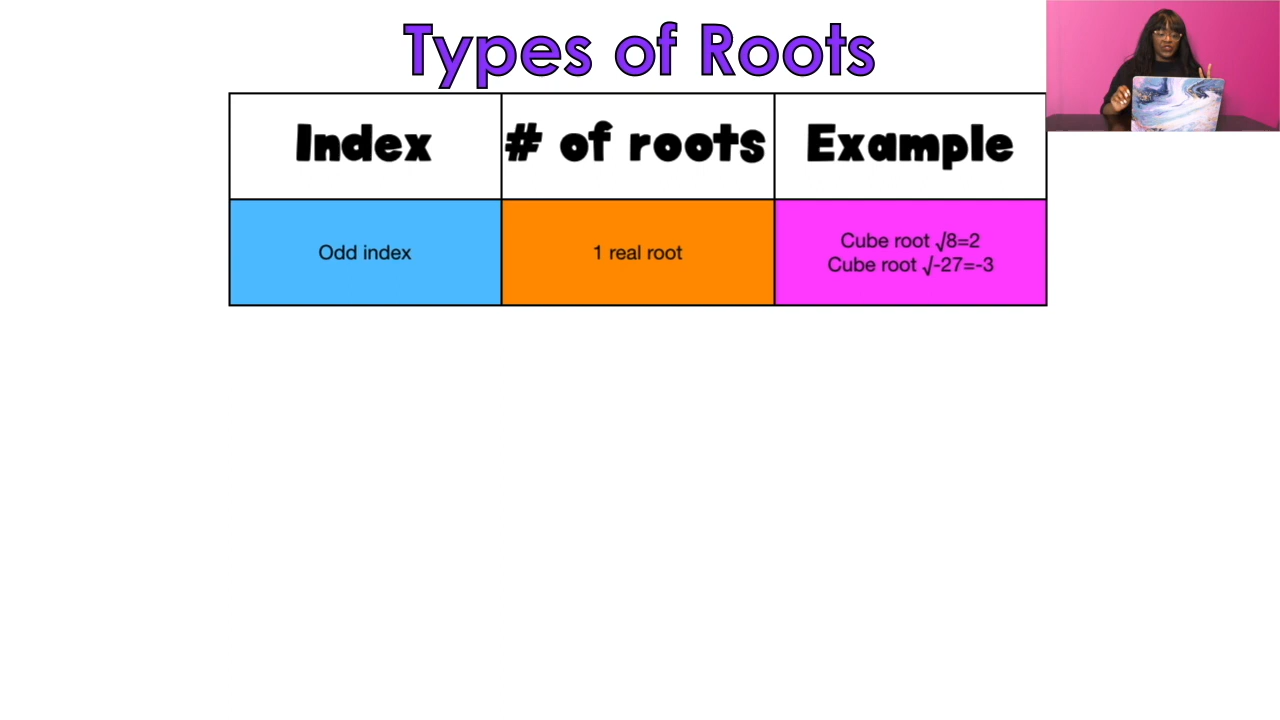 Types of Roots
Index
# of roots
Example
Odd index
1 real root
Cube root √8=2
Cube root √-27=-3